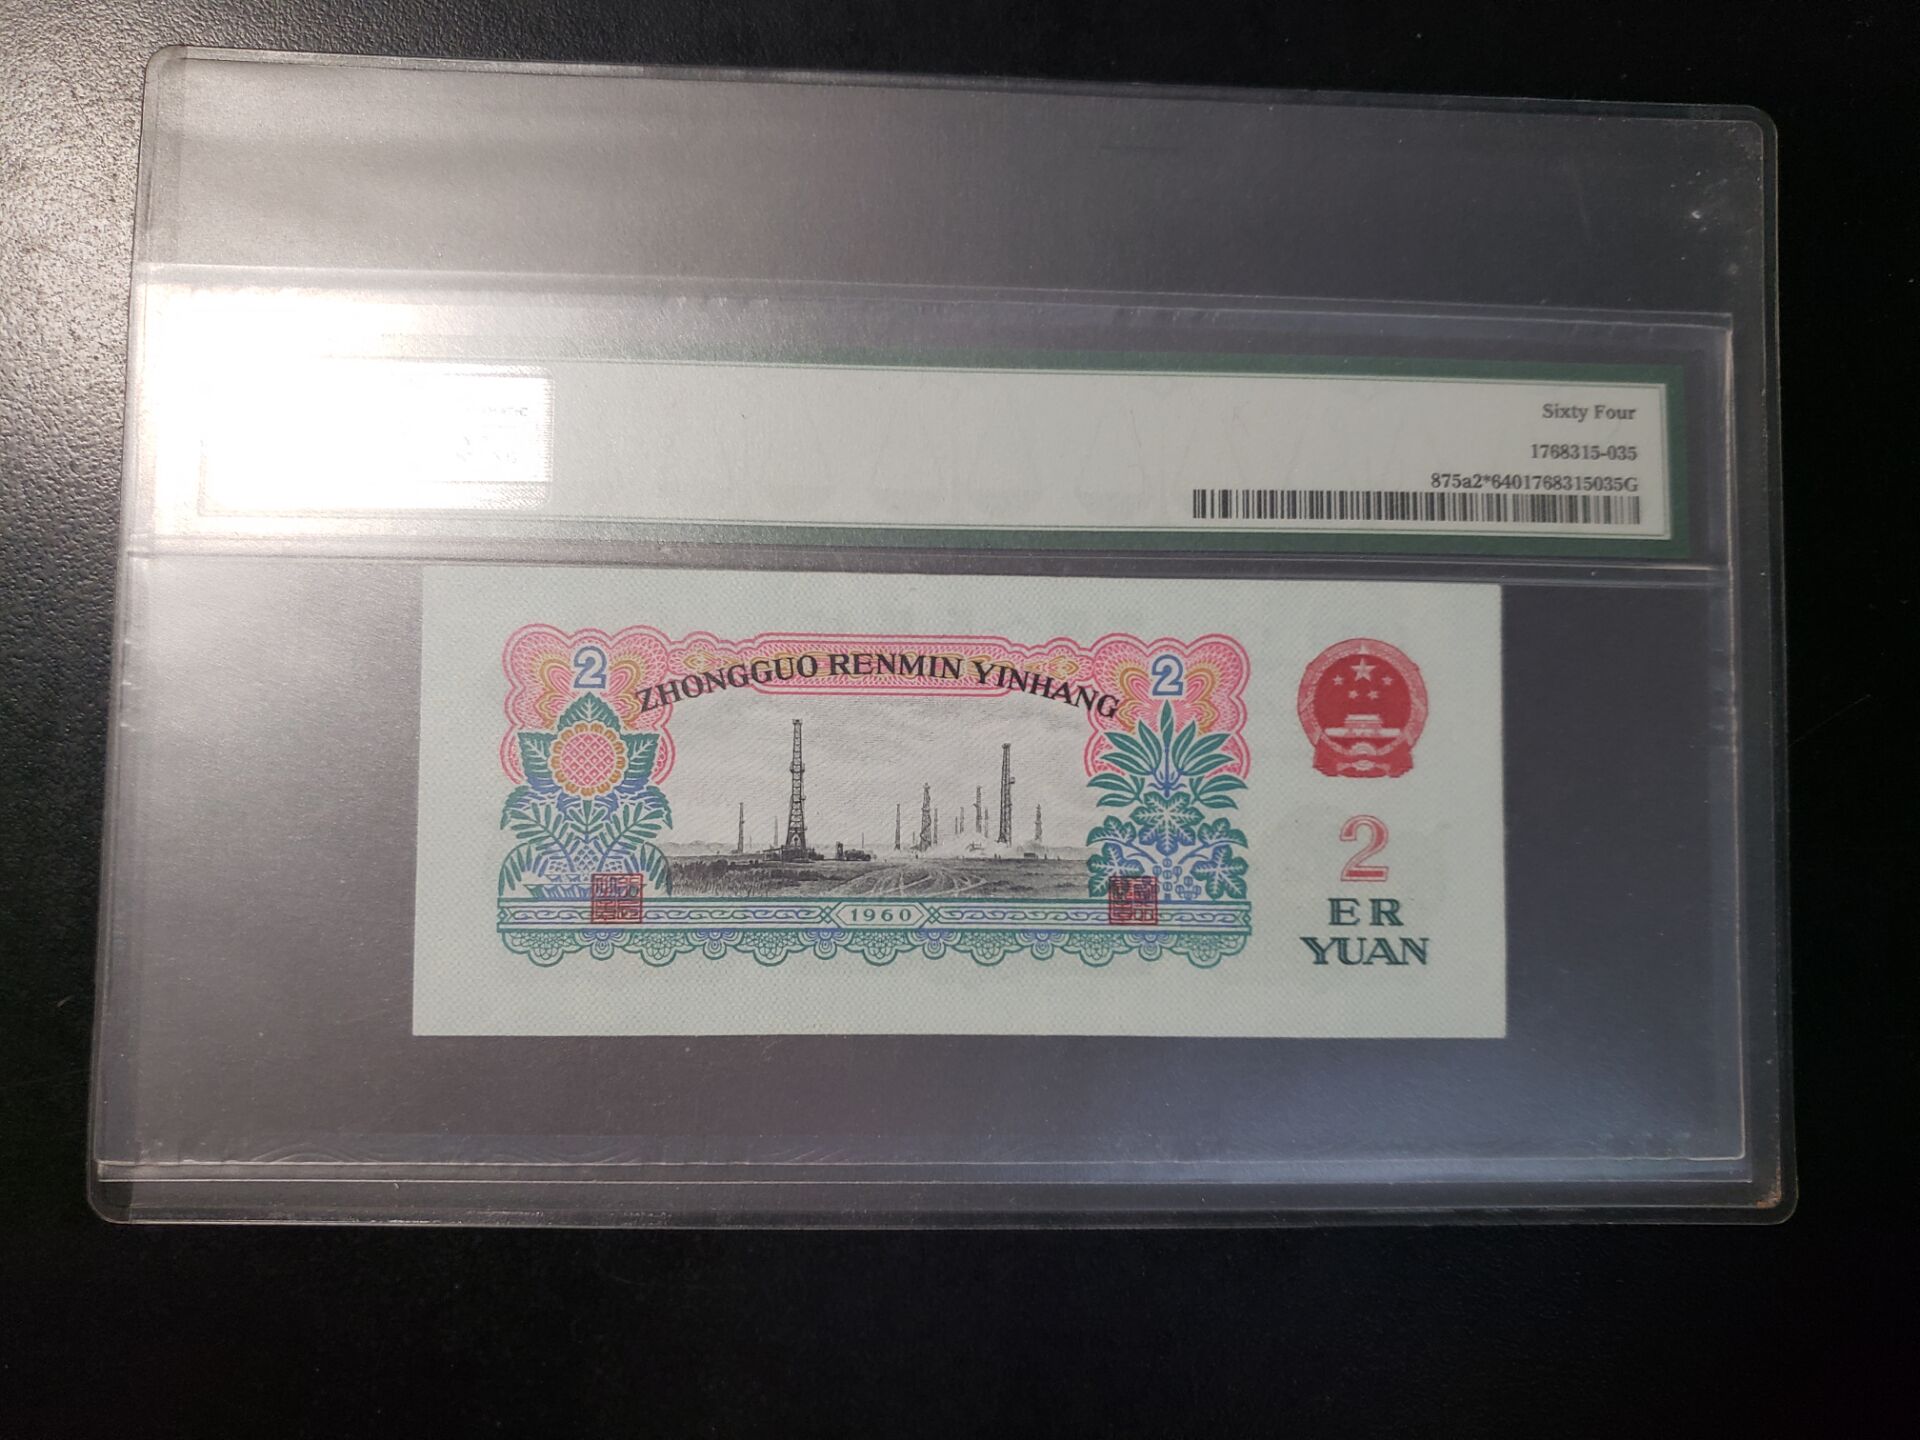 Sixty Four
1768315-035
875a2*6401768315035G
2
ZHONGGUO RENMIN YINHANG
2
1960
2
ER
YUAN